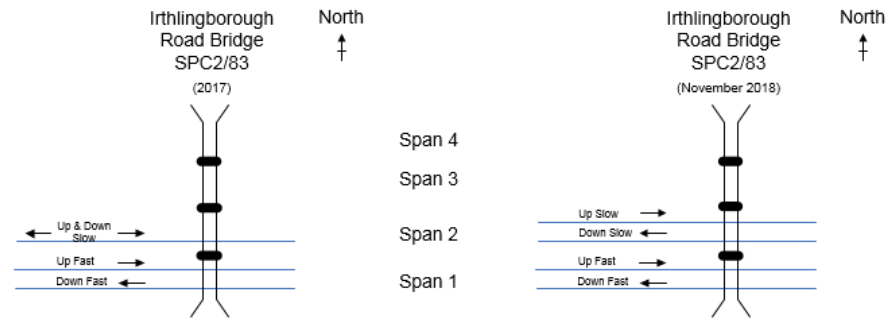 Irthlingborough
Road Bridge
SPC2/83
(2017)
North
Up & Down
Slow
Up Fast
Down Fast
Span 4
Span 3
Span 2
Span 1
Irthlingborough
Road Bridge
SPC2/83
(November 2018)
North
Up Slow
Down Slow
Up Fast
Down Fast